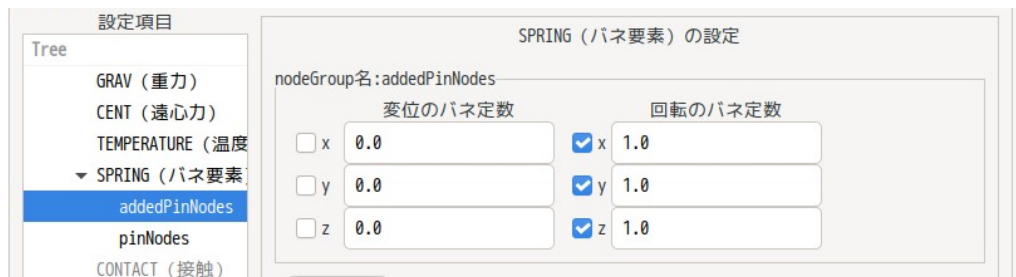 設定項目
Tree
GRAV (重力)
CENT (遠心力)
TEMPERATURE (温度
SPRING (バネ要素
addedPinNodes
pinNodes
CONTACT (接触)
SPRING (バネ要素) の設定
nodeGroup名:addedPinNodes
変位のバネ定数 回転のバネ定数
x 0.0 x 1.0
y 0.0 y 1.0
z 0.0 z 1.0